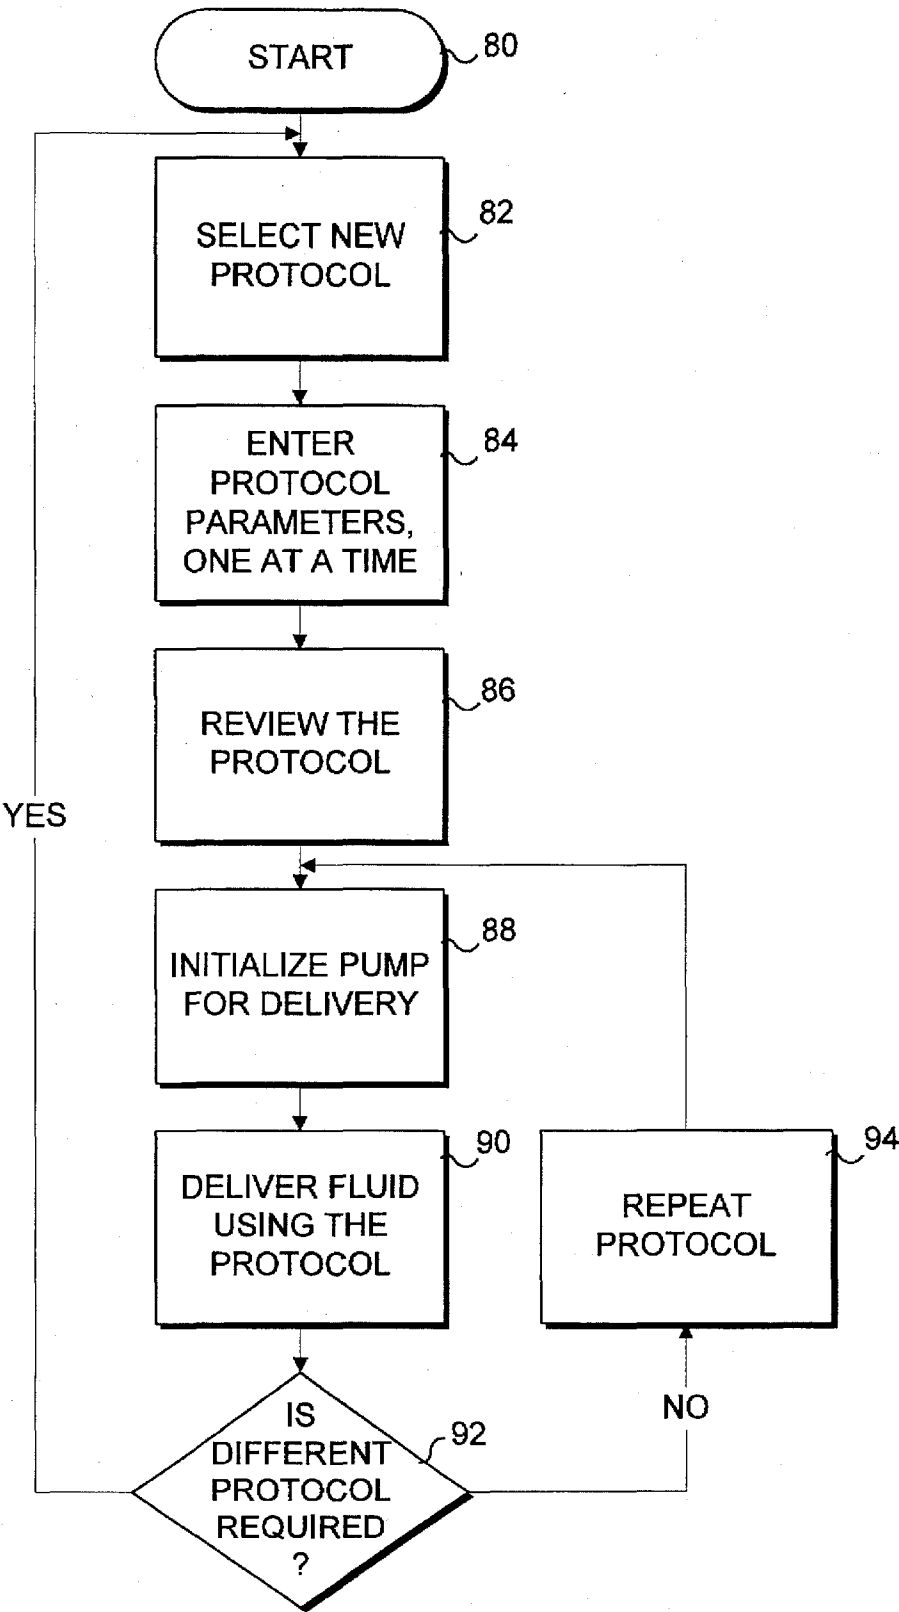 START
80
SELECT NEW
PROTOCOL
82
ENTER
PROTOCOL
PARAMETERS,
ONE AT A TIME
84
REVIEW THE
PROTOCOL
86
YES
INITIALIZE PUMP
FOR DELIVERY
88
DELIVER FLUID
USING THE
PROTOCOL
90
REPEAT
PROTOCOL
94
IS
DIFFERENT
PROTOCOL
REQUIRED
?
92
NO